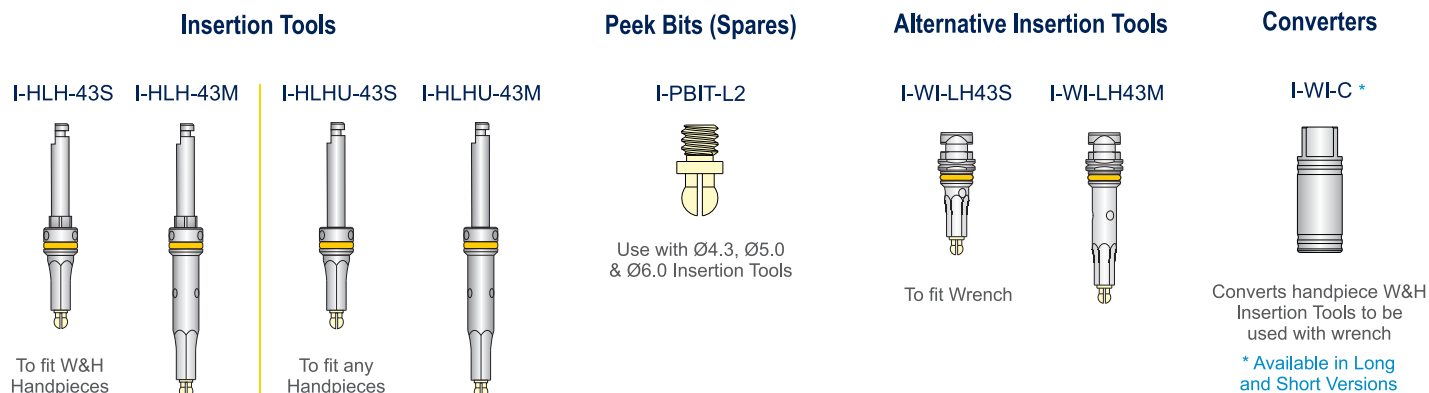 Insertion Tools
I-HLH-43S
I-HLH-43M
To fit W&H
Handpieces
I-HLHU-43S
I-HLHU-43M
To fit any
Handpieces
Peek Bits (Spares)
I-PBIT-L2
Use with Ø4.3, Ø5.0
& Ø6.0 Insertion Tools
Alternative Insertion Tools
I-WI-LH43S
I-WI-LH43M
To fit Wrench
Converters
I-WI-C *
Converts handpiece W&H
Insertion Tools to be
used with wrench
* Available in Long
and Short Versions